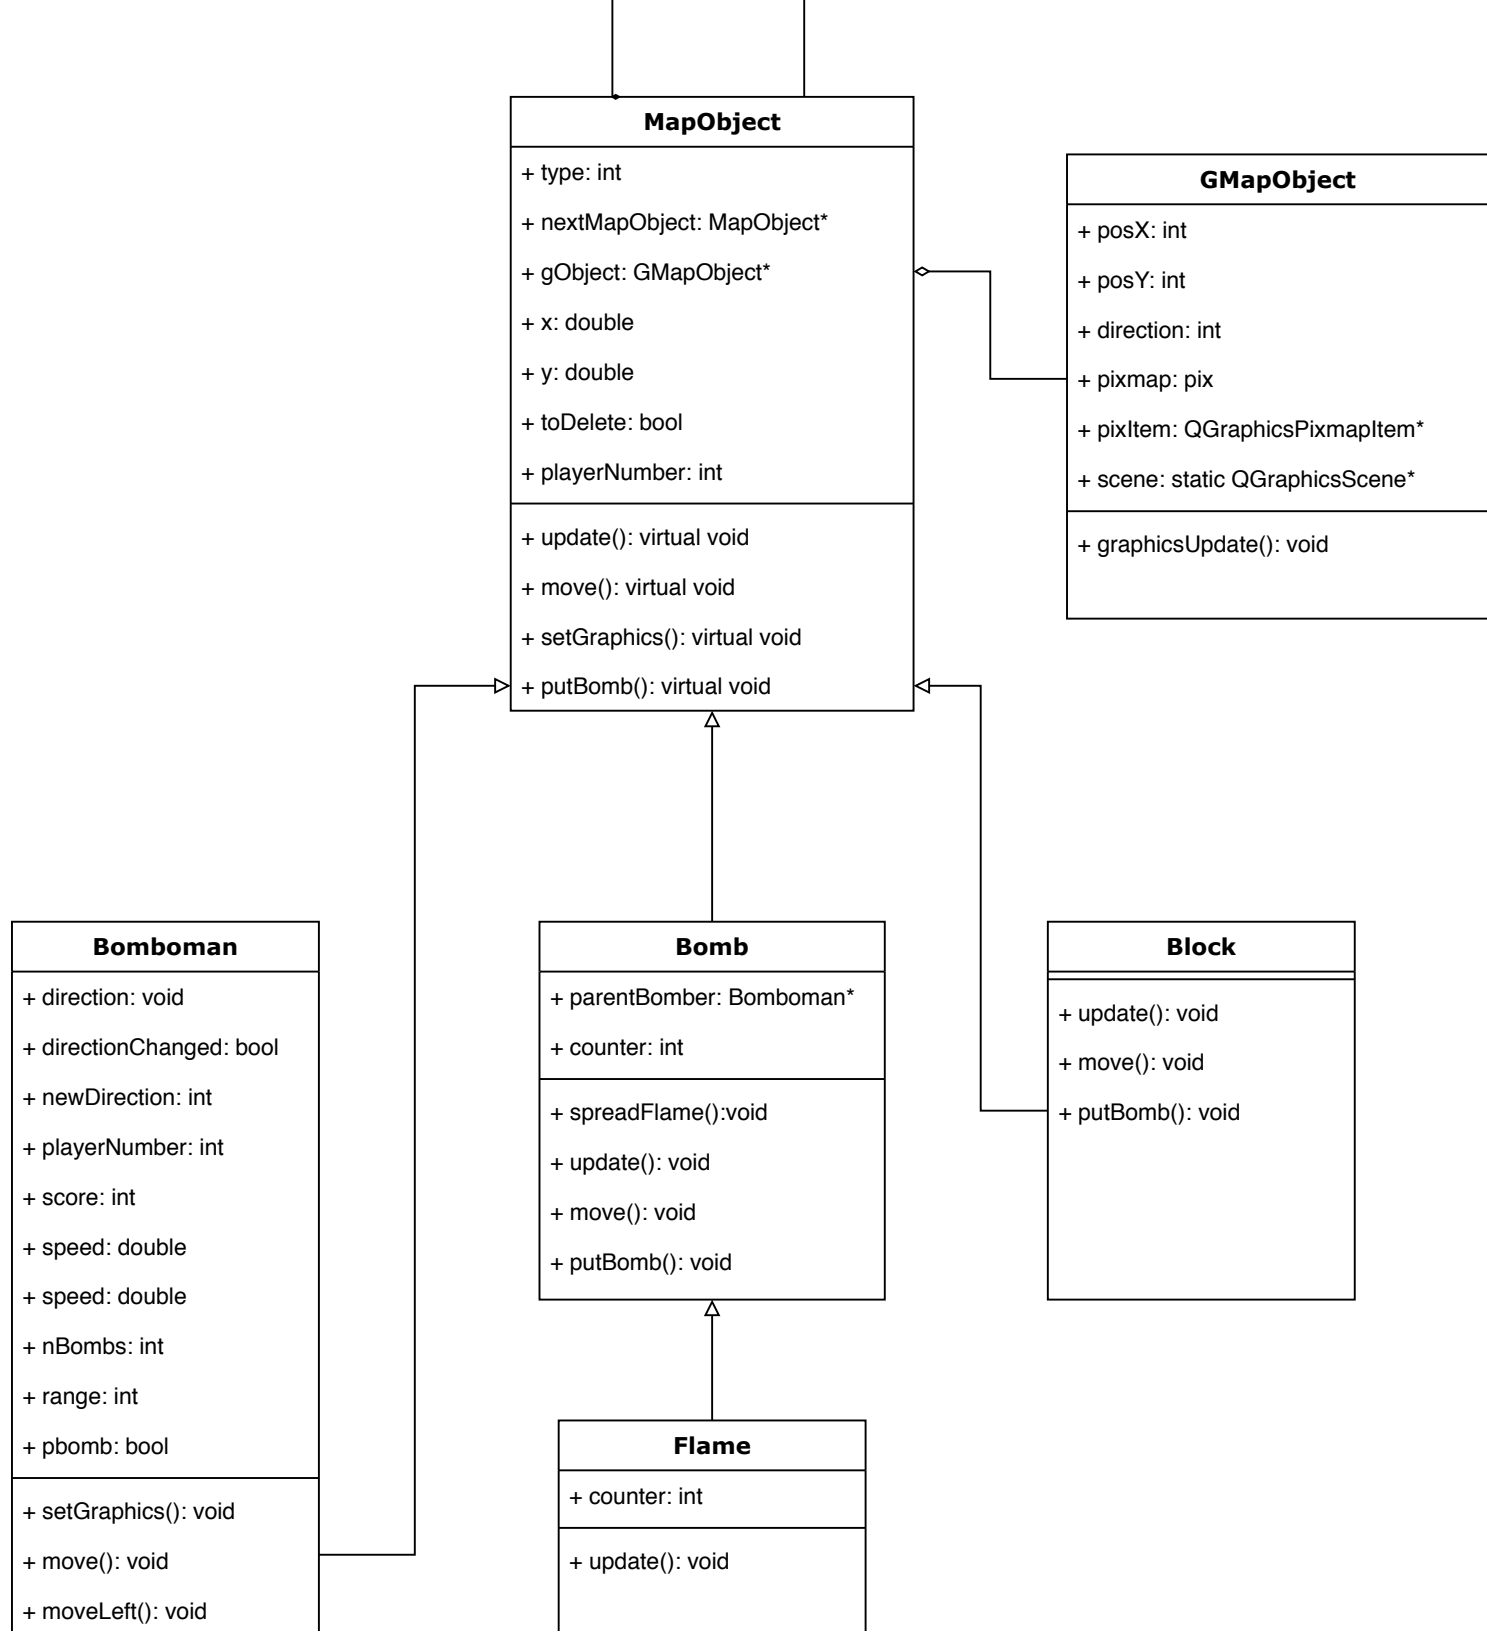 MapObject
+ type: int
+ nextMapObject: MapObject*
+ gObject: GMapObject*
+ x: double
+ y: double
+ toDelete: bool
+ playerNumber: int
+ update(): virtual void
+ move(): virtual void
+ setGraphics(): virtual void
+ putBomb(): virtual void
GMapObject
+ posX: int
+ posY: int
+ direction: int
+ pixmap: pix
+ pixItem: QGraphicsPixmapItem*
+ scene: static QGraphicsScene*
+ graphicsUpdate(): void
Bomboman
+ direction: void
+ directionChanged: bool
+ newDirection: int
+ playerNumber: int
+ score: int
+ speed: double
+ speed: double
+ nBombs: int
+ range: int
+ pbomb: bool
+ setGraphics(): void
+ move(): void
+ moveLeft(): void
Bomb
+ parentBomber: Bomboman*
+ counter: int
+ spreadFlame():void
+ update(): void
+ move(): void
+ putBomb(): void
Block
+ update(): void
+ move(): void
+ putBomb(): void
Flame
+ counter: int
+ update(): void